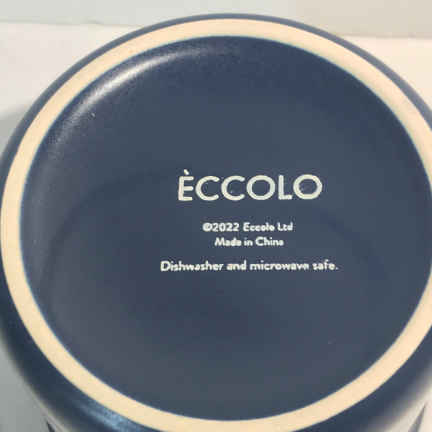 ÈCCOLO
©2022 Eccolo Ltd
Made in China
Dishwasher and microwave safe.